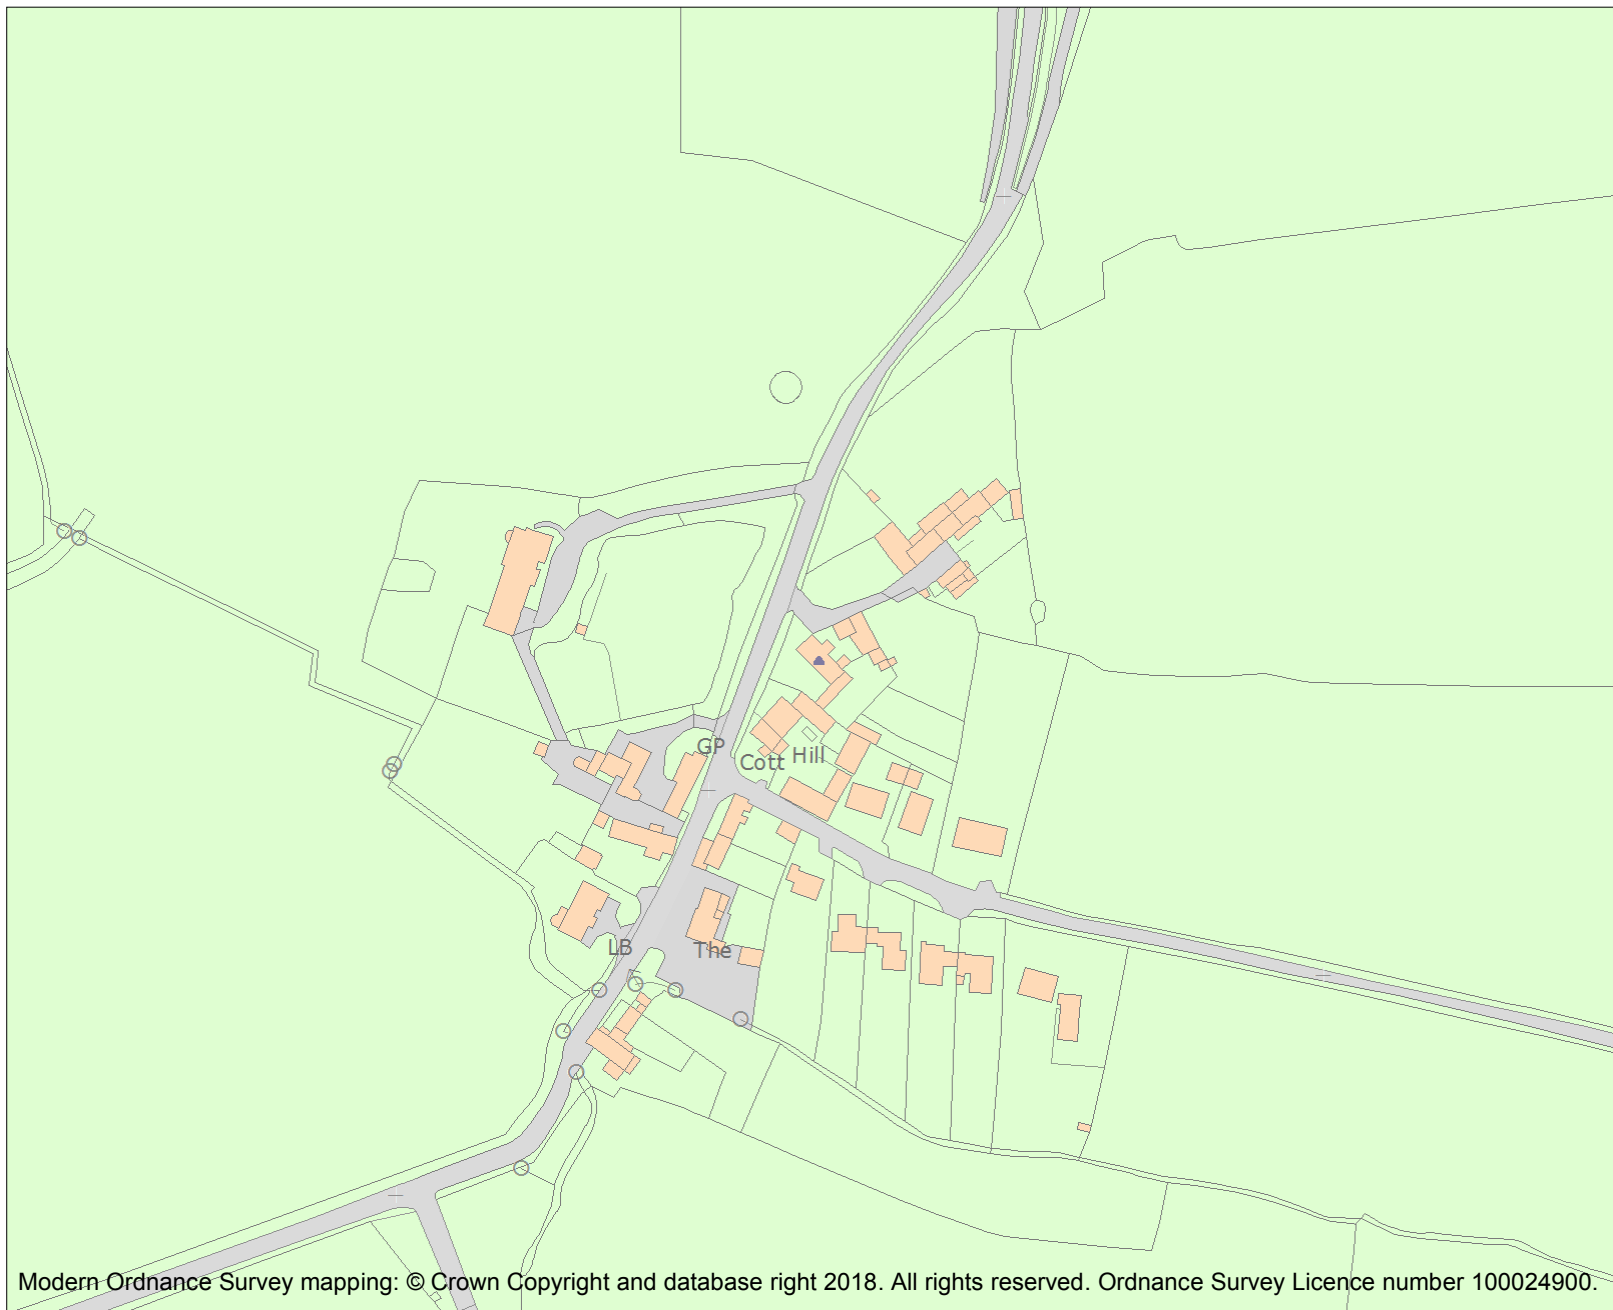 GP
Cott Hill
LB
The
Modern Ordnance Survey mapping: © Crown Copyright and database right 2018. All rights reserved. Ordnance Survey Licence number 100024900.